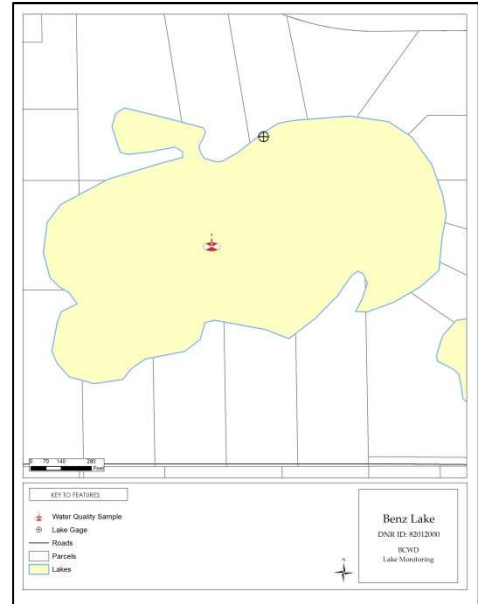 0 70 140 280
Feet
KEY TO FEATURES
Water Quality Sample
Lake Gage
Roads
Parcels
Lakes
N
Benz Lake
DNR ID: 82012000
BCWD
Lake Monitoring